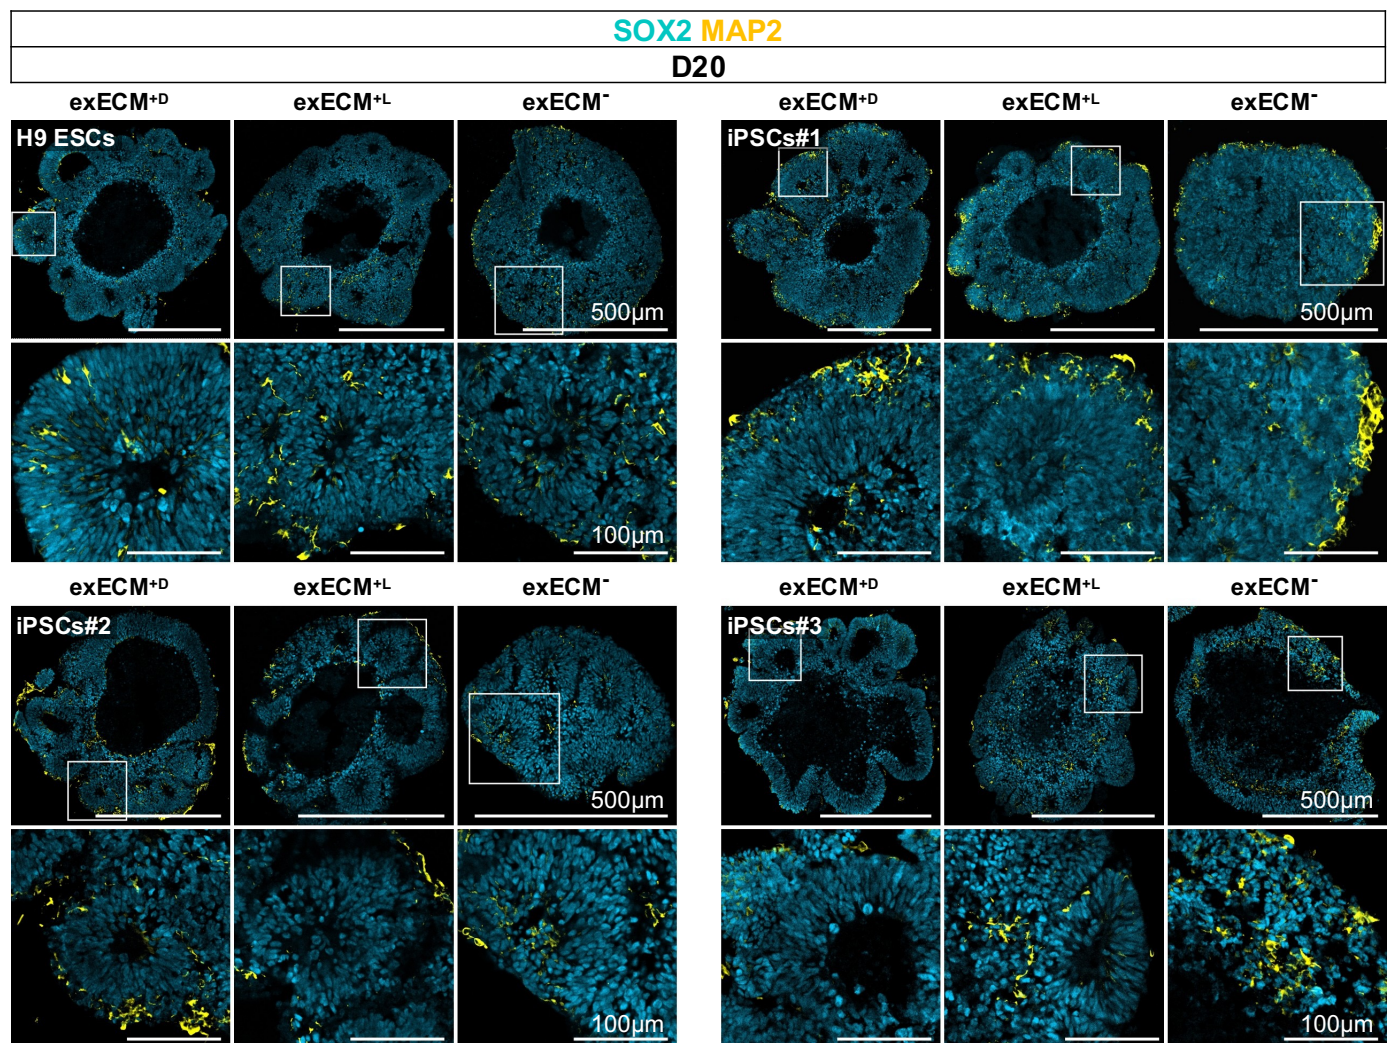 SOX2 MAP2
D20
exECM+D exECM+L exECM- exECM+D exECM+L exECM-
H9 ESCs iPSCs#1
500µm 500µm
100µm
exECM+D exECM+L exECM- exECM+D exECM+L exECM-
iPSCs#2 iPSCs#3
500µm 500µm
100µm 100µm